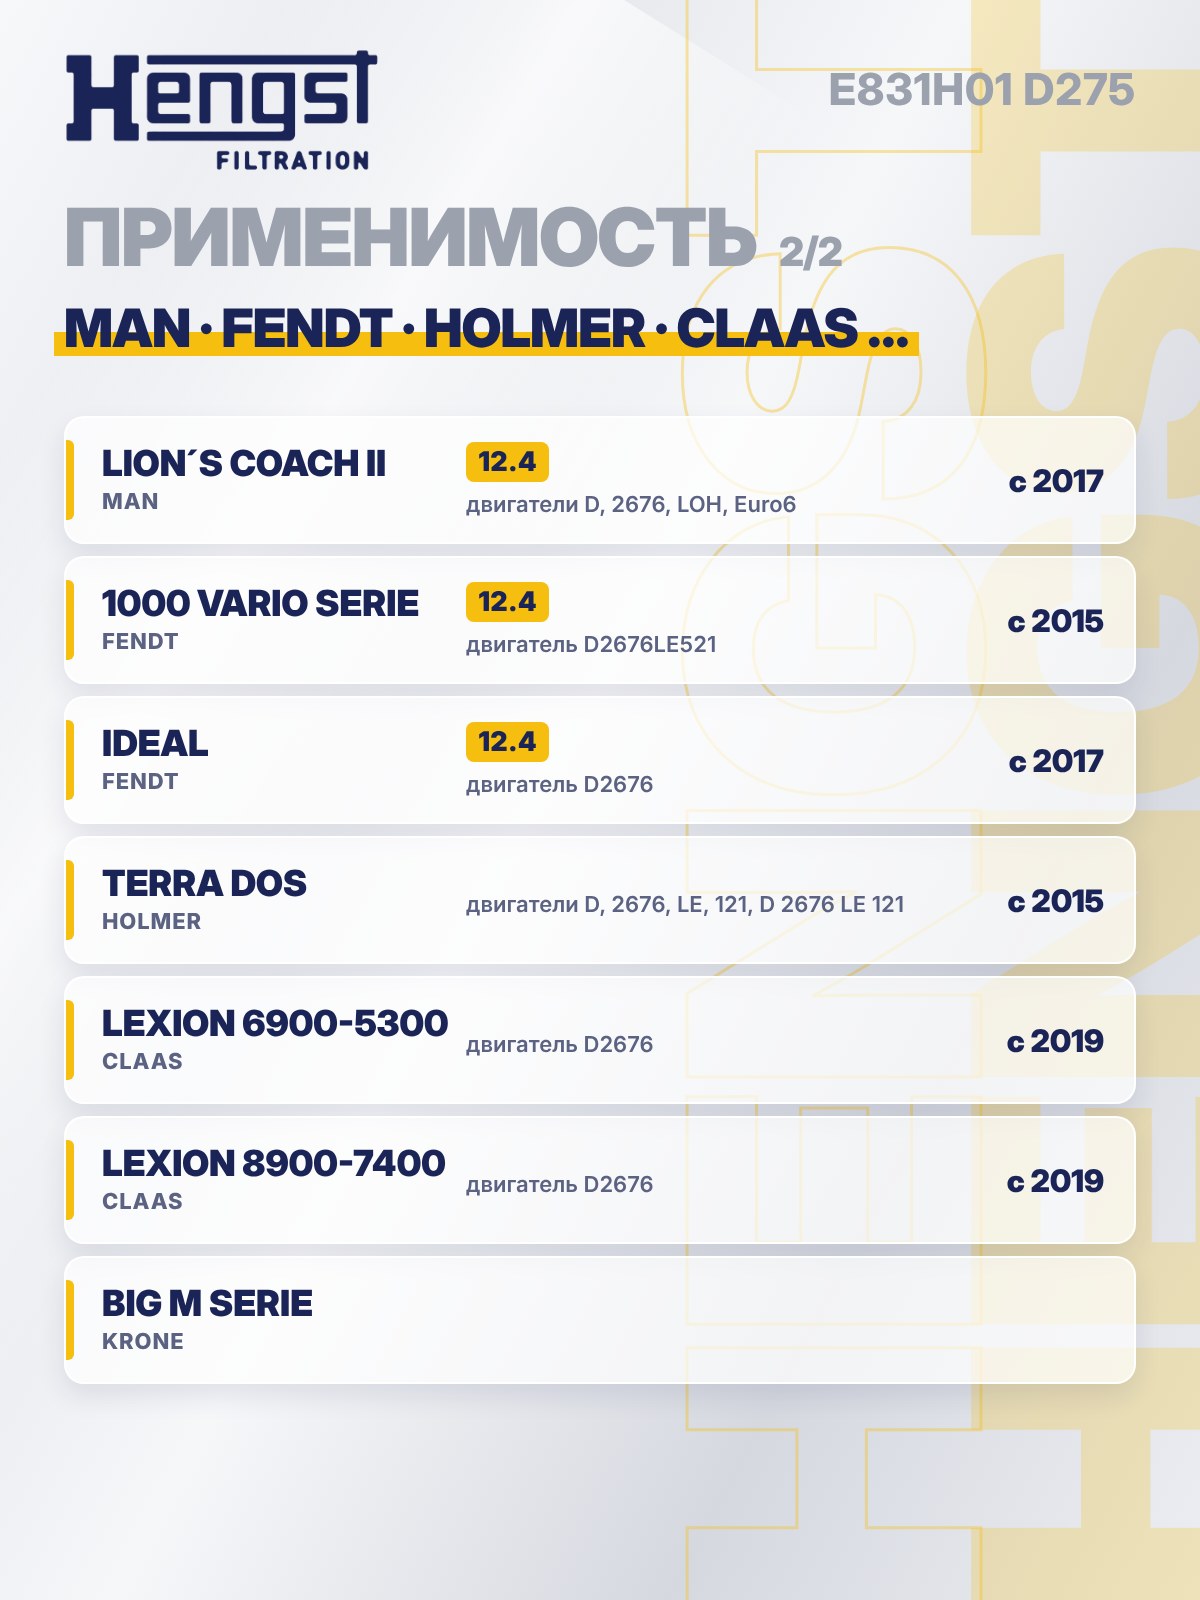 Hengst
FILTRATION
E831H01 D275
ПРИМЕНИМОСТЬ 2/2
MAN · FENDT · HOLMER · CLAAS ...
LION´S COACH II
MAN
12.4
двигатели D, 2676, LOH, Euro6
с 2017
1000 VARIO SERIE
FENDT
12.4
двигатель D2676LE521
с 2015
IDEAL
FENDT
12.4
двигатель D2676
с 2017
TERRA DOS
HOLMER
двигатели D, 2676, LE, 121, D 2676 LE 121
с 2015
LEXION 6900-5300
CLAAS
двигатель D2676
с 2019
LEXION 8900-7400
CLAAS
двигатель D2676
с 2019
BIG M SERIE
KRONE
HENGST
HENGST